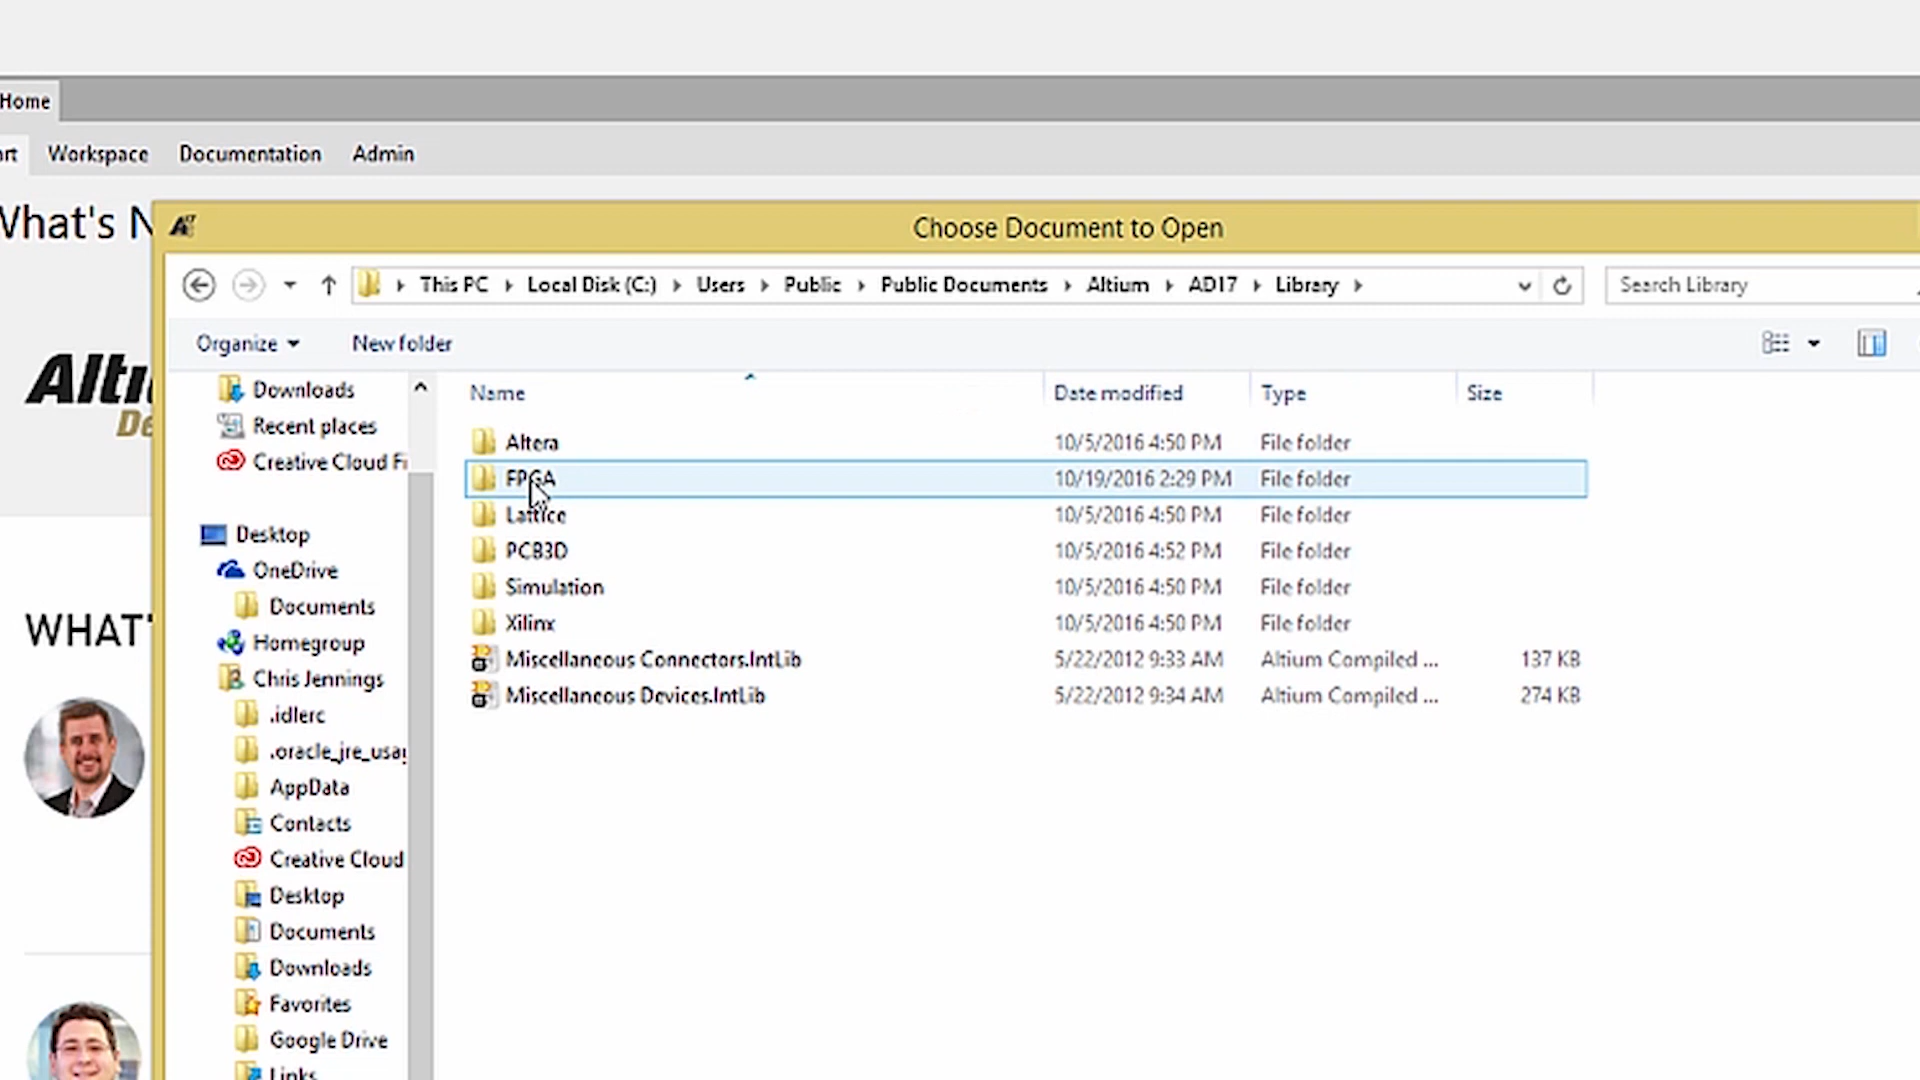 Home
Workspace Documentation Admin
What's N
Choose Document to Open
This PC Local Disk (C:) Users Public Public Documents Altium AD17 Library
Search Library
Organize New folder
Downloads
Recent places
Creative Cloud Fi
Desktop
OneDrive
Documents
Homegroup
Chris Jennings
.idlerc
.oracle_jre_usag
AppData
Contacts
Creative Cloud
Desktop
Documents
Downloads
Favorites
Google Drive
Links
Name Date modified Type Size
Altera 10/5/2016 4:50 PM File folder
FPGA 10/19/2016 2:29 PM File folder
Lattice 10/5/2016 4:50 PM File folder
PCB3D 10/5/2016 4:52 PM File folder
Simulation 10/5/2016 4:50 PM File folder
Xilinx 10/5/2016 4:50 PM File folder
Miscellaneous Connectors.IntLib 5/22/2012 9:33 AM Altium Compiled ... 137 KB
Miscellaneous Devices.IntLib 5/22/2012 9:34 AM Altium Compiled ... 274 KB
Alti
De
WHAT'